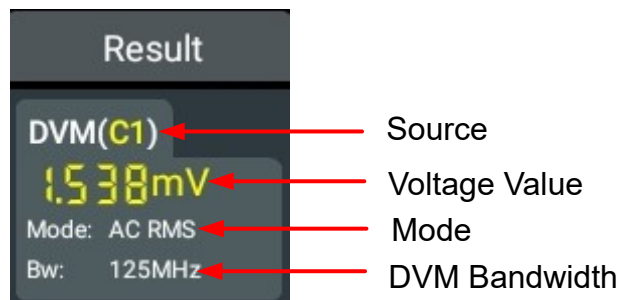 Result
DVM(C1)
Source
1.538mV
Voltage Value
Mode: AC RMS
Mode
Bw: 125MHz
DVM Bandwidth